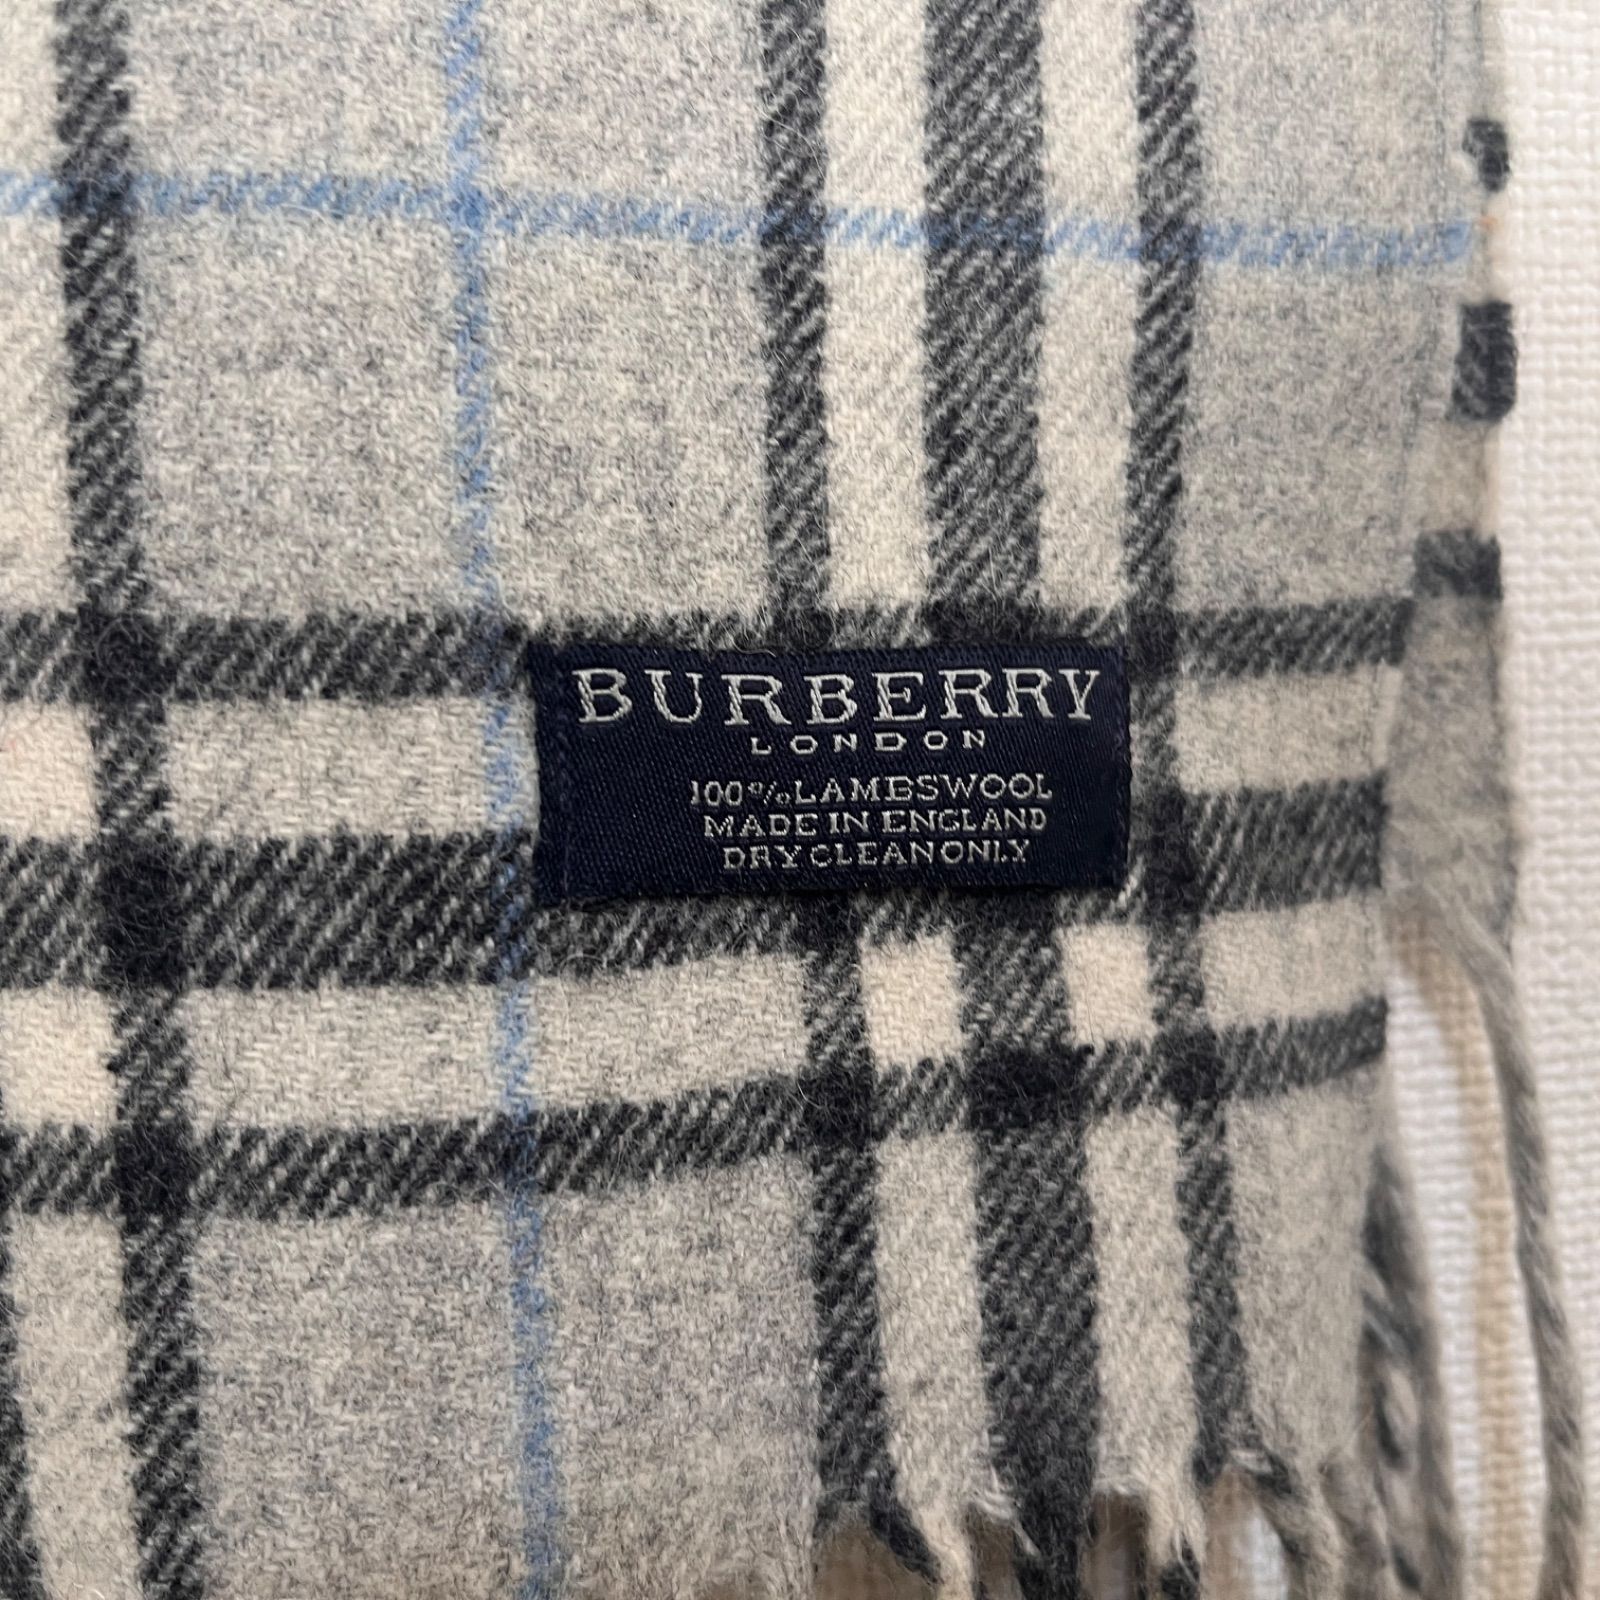 BURBERRY
LONDON
100% LAMBSWOOL
MADE IN ENGLAND
DRY CLEAN ONLY